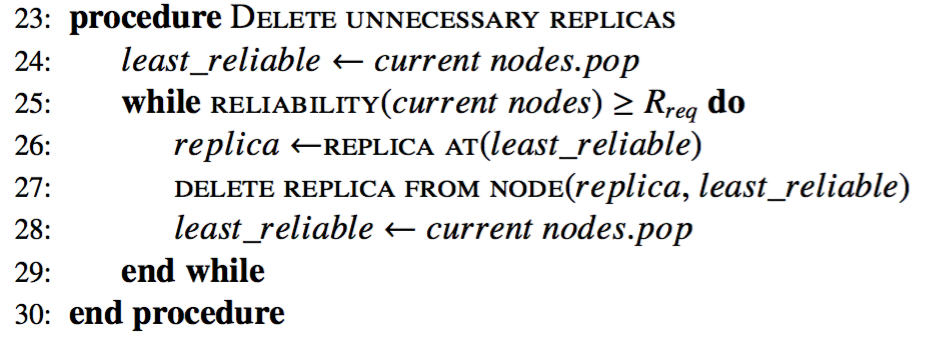 23: procedure DELETE UNNECESSARY REPLICAS
24: least_reliable ← current nodes.pop
25: while RELIABILITY(current nodes) ≥ R_req do
26: replica ←REPLICA AT(least_reliable)
27: DELETE REPLICA FROM NODE(replica, least_reliable)
28: least_reliable ← current nodes.pop
29: end while
30: end procedure